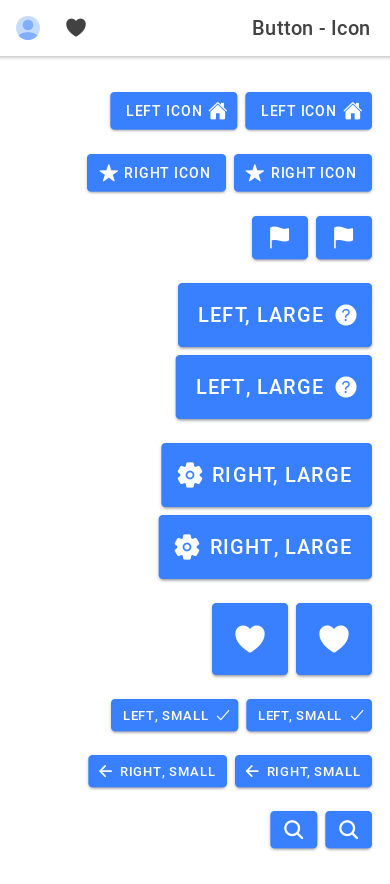 Button - Icon
LEFT ICON LEFT ICON
RIGHT ICON RIGHT ICON
LEFT, LARGE
LEFT, LARGE
RIGHT, LARGE
RIGHT, LARGE
LEFT, SMALL LEFT, SMALL
RIGHT, SMALL RIGHT, SMALL